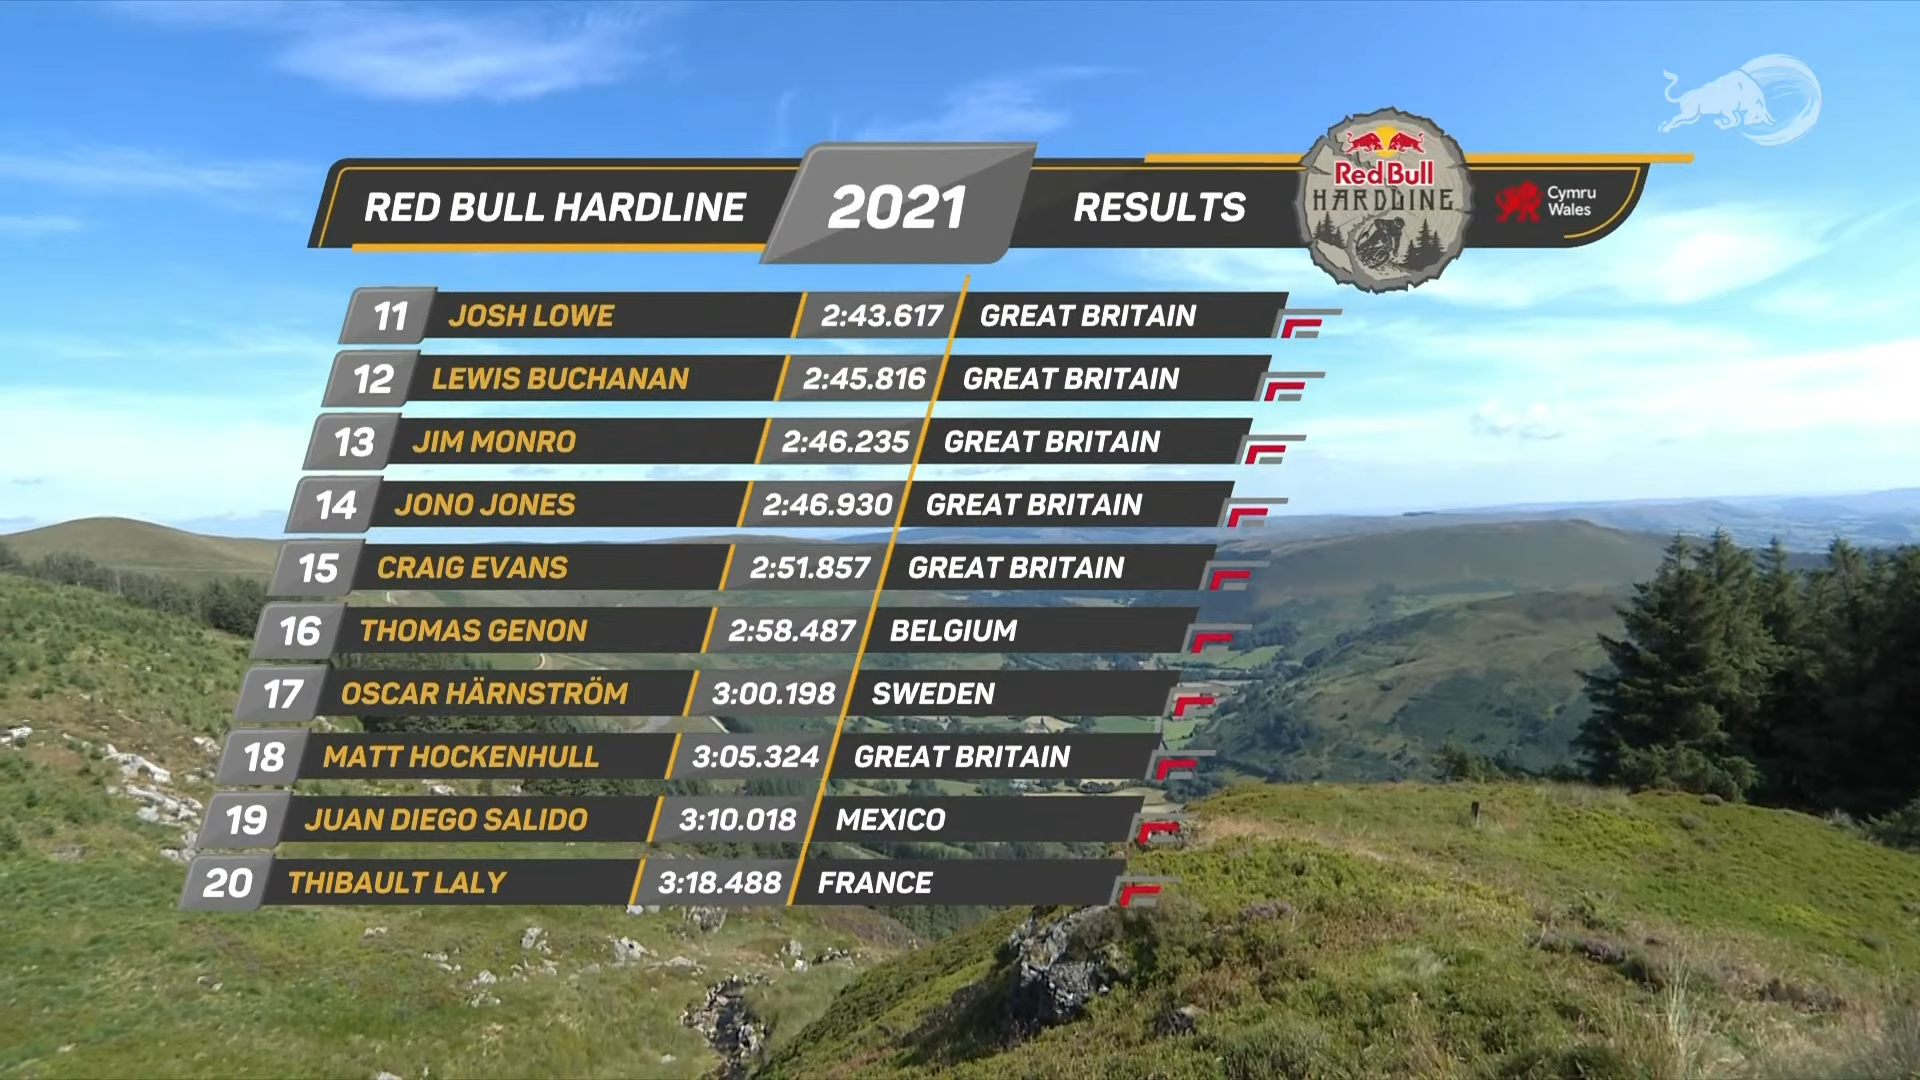 RED BULL HARDLINE 2021 RESULTS
Red Bull
HARDLINE
Cymru
Wales
11 JOSH LOWE 2:43.617 GREAT BRITAIN
12 LEWIS BUCHANAN 2:45.816 GREAT BRITAIN
13 JIM MONRO 2:46.235 GREAT BRITAIN
14 JONO JONES 2:46.930 GREAT BRITAIN
15 CRAIG EVANS 2:51.857 GREAT BRITAIN
16 THOMAS GENON 2:58.487 BELGIUM
17 OSCAR HÄRNSTRÖM 3:00.198 SWEDEN
18 MATT HOCKENHULL 3:05.324 GREAT BRITAIN
19 JUAN DIEGO SALIDO 3:10.018 MEXICO
20 THIBAULT LALY 3:18.488 FRANCE